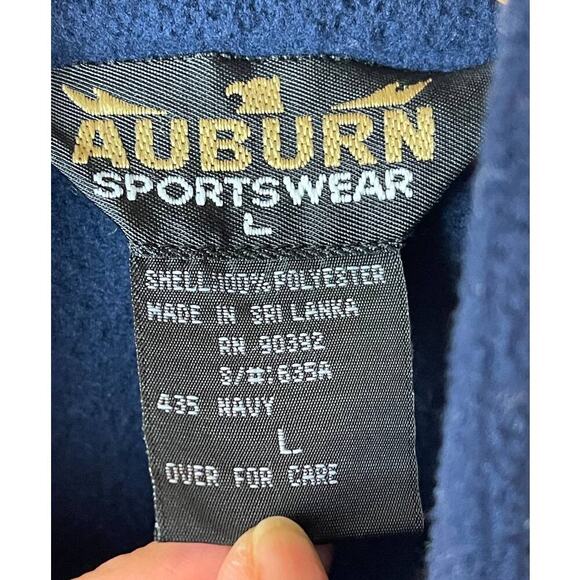 AUBURN
SPORTSWEAR
L
SHELL:100% POLYESTER
MADE IN SRI LANKA
RN 90392
S/#:635A
435 NAVY
L
OVER FOR CARE